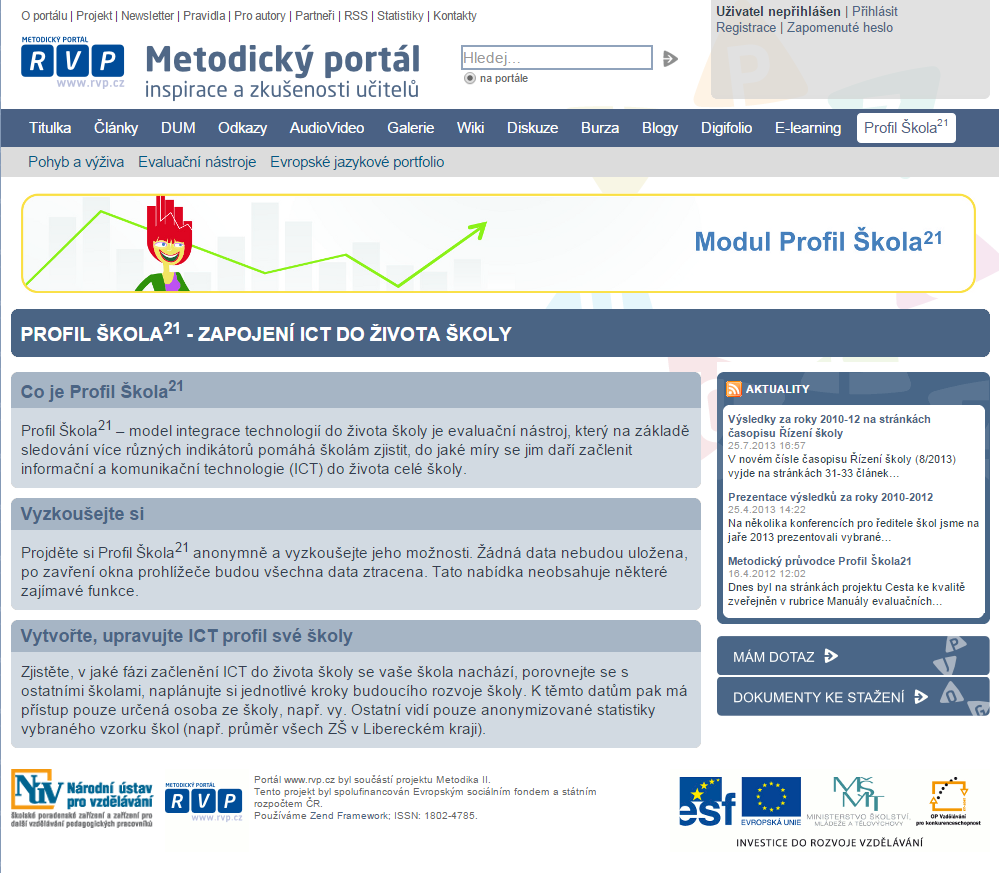 O portálu | Projekt | Newsletter | Pravidla | Pro autory | Partneři | RSS | Statistiky | Kontakty
Uživatel nepřihlášen | Přihlásit
Registrace | Zapomenuté heslo
METODICKÝ PORTÁL
RVP
www.rvp.cz
Metodický portál
inspirace a zkušenosti učitelů
Hledej...
na portále
Titulka Články DUM Odkazy AudioVideo Galerie Wiki Diskuze Burza Blogy Digifolio E-learning Profil Škola21
Pohyb a výživa Evaluační nástroje Evropské jazykové portfolio
Modul Profil Škola21
PROFIL ŠKOLA21 - ZAPOJENÍ ICT DO ŽIVOTA ŠKOLY
Co je Profil Škola21
Profil Škola21 – model integrace technologií do života školy je evaluační nástroj, který na základě
sledování více různých indikátorů pomáhá školám zjistit, do jaké míry se jim daří začlenit
informační a komunikační technologie (ICT) do života celé školy.
Vyzkoušejte si
Projděte si Profil Škola21 anonymně a vyzkoušejte jeho možnosti. Žádná data nebudou uložena,
po zavření okna prohlížeče budou všechna data ztracena. Tato nabídka neobsahuje některé
zajímavé funkce.
Vytvořte, upravujte ICT profil své školy
Zjistěte, v jaké fázi začlenění ICT do života školy se vaše škola nachází, porovnejte se s
ostatními školami, naplánujte si jednotlivé kroky budoucího rozvoje školy. K těmto datům pak má
přístup pouze určená osoba ze školy, např. vy. Ostatní vidí pouze anonymizované statistiky
vybraného vzorku škol (např. průměr všech ZŠ v Libereckém kraji).
AKTUALITY
Výsledky za roky 2010-12 na stránkách
časopisu Řízení školy
25.7.2013 16:57
V novém čísle časopisu Řízení školy (8/2013)
vyjde na stránkách 31-33 článek...
Prezentace výsledků za roky 2010-2012
25.4.2013 14:22
Na několika konferencích pro ředitele škol jsme na
jaře 2013 prezentovali vybrané...
Metodický průvodce Profil Škola21
16.4.2012 12:02
Dnes byl na stránkách projektu Cesta ke kvalitě
zveřejněn v rubrice Manuály evaluačních...
MÁM DOTAZ
DOKUMENTY KE STAŽENÍ
NÚV Národní ústav
pro vzdělávání
školské poradenské zařízení a zařízení pro
další vzdělávání pedagogických pracovníků
METODICKÝ PORTÁL
RVP
www.rvp.cz
Portál www.rvp.cz byl součástí projektu Metodika II.
Tento projekt byl spolufinancován Evropským sociálním fondem a státním
rozpočtem ČR.
Používáme Zend Framework; ISSN: 1802-4785.
esf
EVROPSKÁ UNIE
MŠMT
MINISTERSTVO ŠKOLSTVÍ,
MLÁDEŽE A TĚLOVÝCHOVY
OP Vzdělávání
pro konkurenceschopnost
INVESTICE DO ROZVOJE VZDĚLÁVÁNÍ